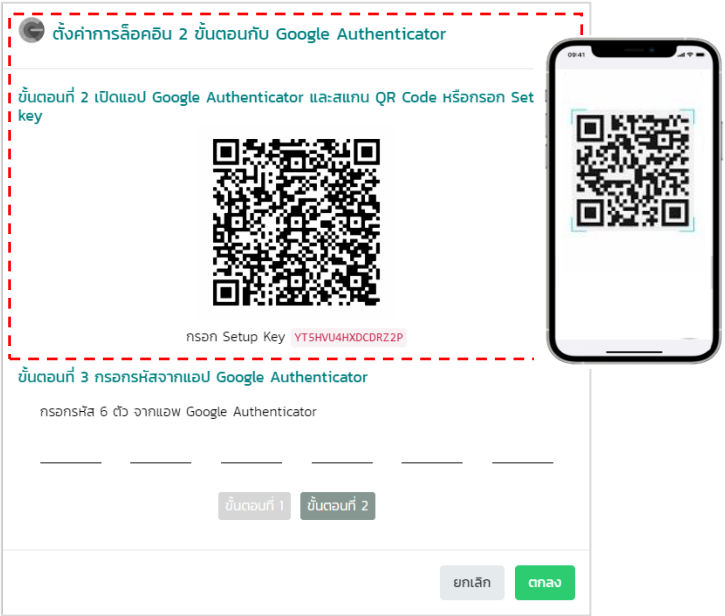 ตั้งค่าการล็อคอิน 2 ขั้นตอนกับ Google Authenticator
ขั้นตอนที่ 2 เปิดแอป Google Authenticator และสแกน QR Code หรือกรอก Set
key
09:41
กรอก Setup Key YT5HVU4HXDCDRZ2P
ขั้นตอนที่ 3 กรอกรหัสจากแอป Google Authenticator
กรอกรหัส 6 ตัว จากแอพ Google Authenticator
ขั้นตอนที่ 1 ขั้นตอนที่ 2
ยกเลิก ตกลง